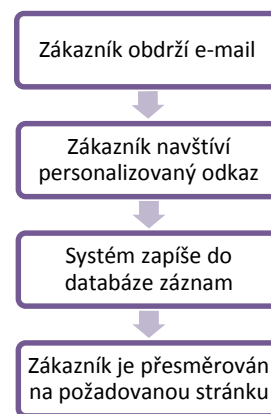 Zákazník obdrží e-mail
Zákazník navštíví
personalizovaný odkaz
Systém zapíše do
databáze záznam
Zákazník je přesměrován
na požadovanou stránku